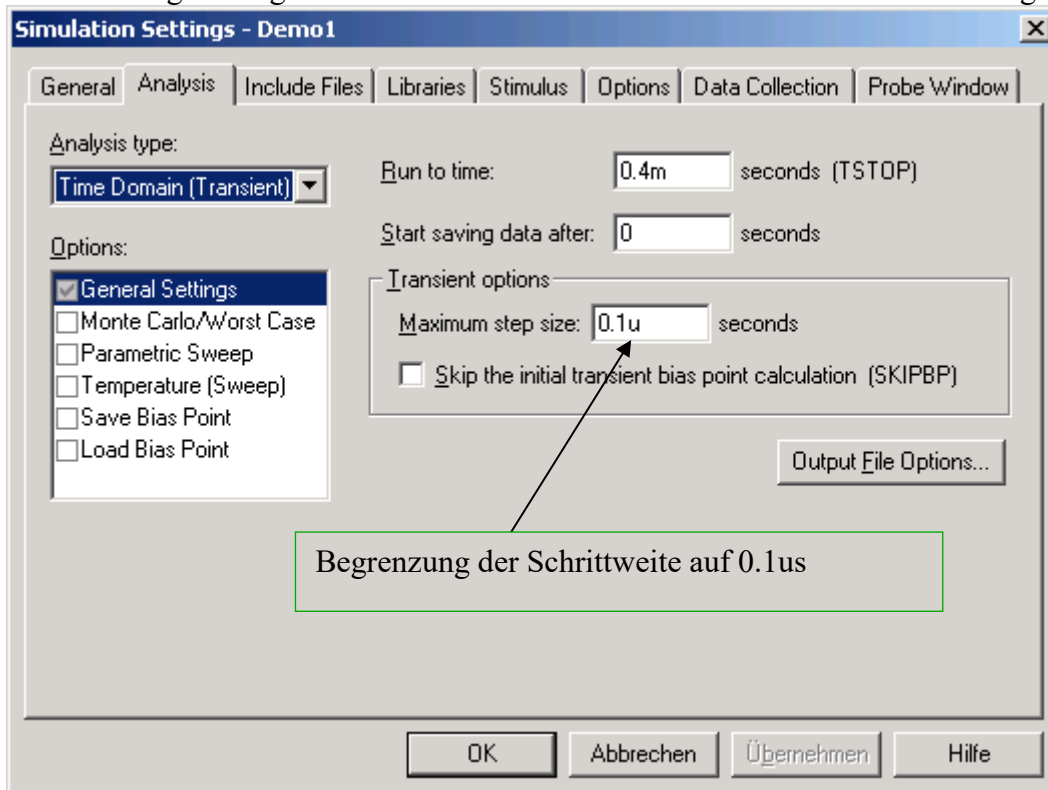 Simulation Settings - Demo1
General Analysis Include Files Libraries Stimulus Options Data Collection Probe Window
Analysis type:
Time Domain (Transient)
Run to time: 0.4m seconds (TSTOP)
Start saving data after: 0 seconds
Options:
General Settings
Monte Carlo/Worst Case
Parametric Sweep
Temperature (Sweep)
Save Bias Point
Load Bias Point
Transient options
Maximum step size: 0.1u seconds
Skip the initial transient bias point calculation (SKIPBP)
Output File Options...
Begrenzung der Schrittweite auf 0.1us
OK Abbrechen Übernehmen Hilfe